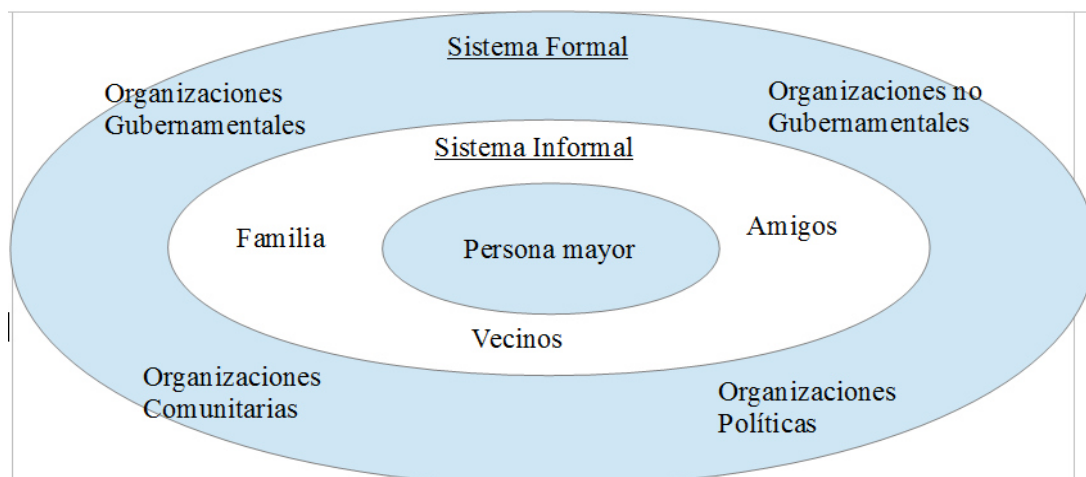 Sistema Formal
Organizaciones
Gubernamentales
Organizaciones no
Gubernamentales
Sistema Informal
Familia
Persona mayor
Amigos
Vecinos
Organizaciones
Comunitarias
Organizaciones
Políticas